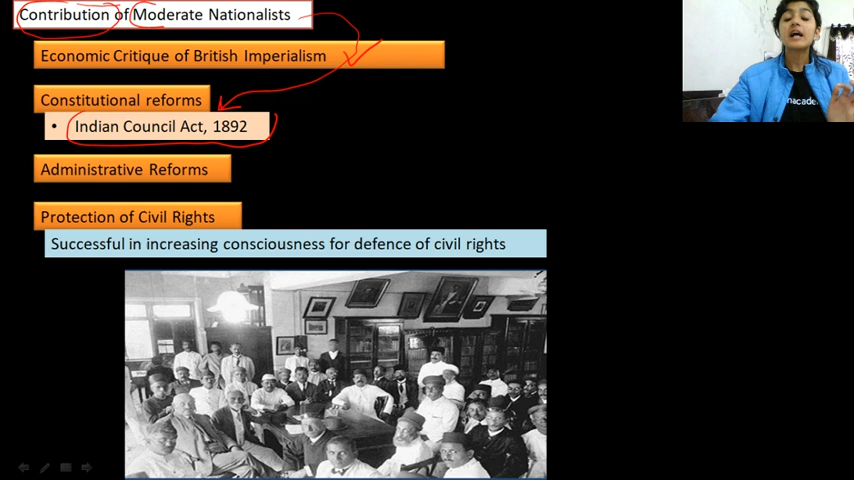 Contribution of Moderate Nationalists
Economic Critique of British Imperialism
Constitutional reforms
• Indian Council Act, 1892
Administrative Reforms
Protection of Civil Rights
Successful in increasing consciousness for defence of civil rights
nacade